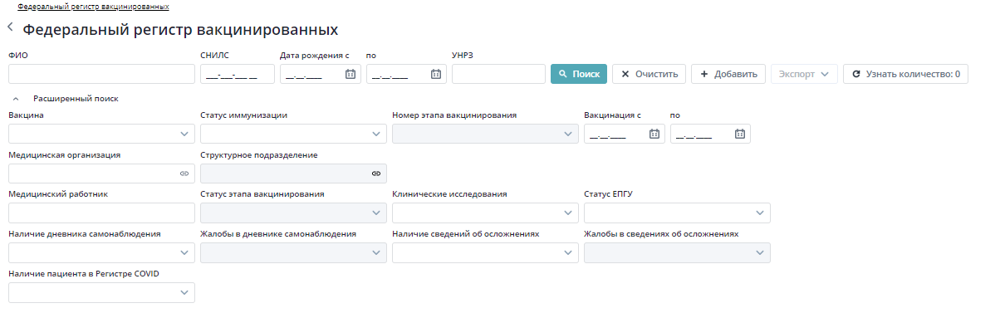 Федеральный регистр вакцинированных
Федеральный регистр вакцинированных
ФИО СНИЛС Дата рождения с по УНРЗ
___-___-___ __ __.__.____ __.__.____ Поиск Очистить Добавить Экспорт Узнать количество: 0
Расширенный поиск
Вакцина Статус иммунизации Номер этапа вакцинирования Вакцинация с по
__.__.____ __.__.____
Медицинская организация Структурное подразделение
Медицинский работник Статус этапа вакцинирования Клинические исследования Статус ЕПГУ
Наличие дневника самонаблюдения Жалобы в дневнике самонаблюдения Наличие сведений об осложнениях Жалобы в сведениях об осложнениях
Наличие пациента в Регистре COVID